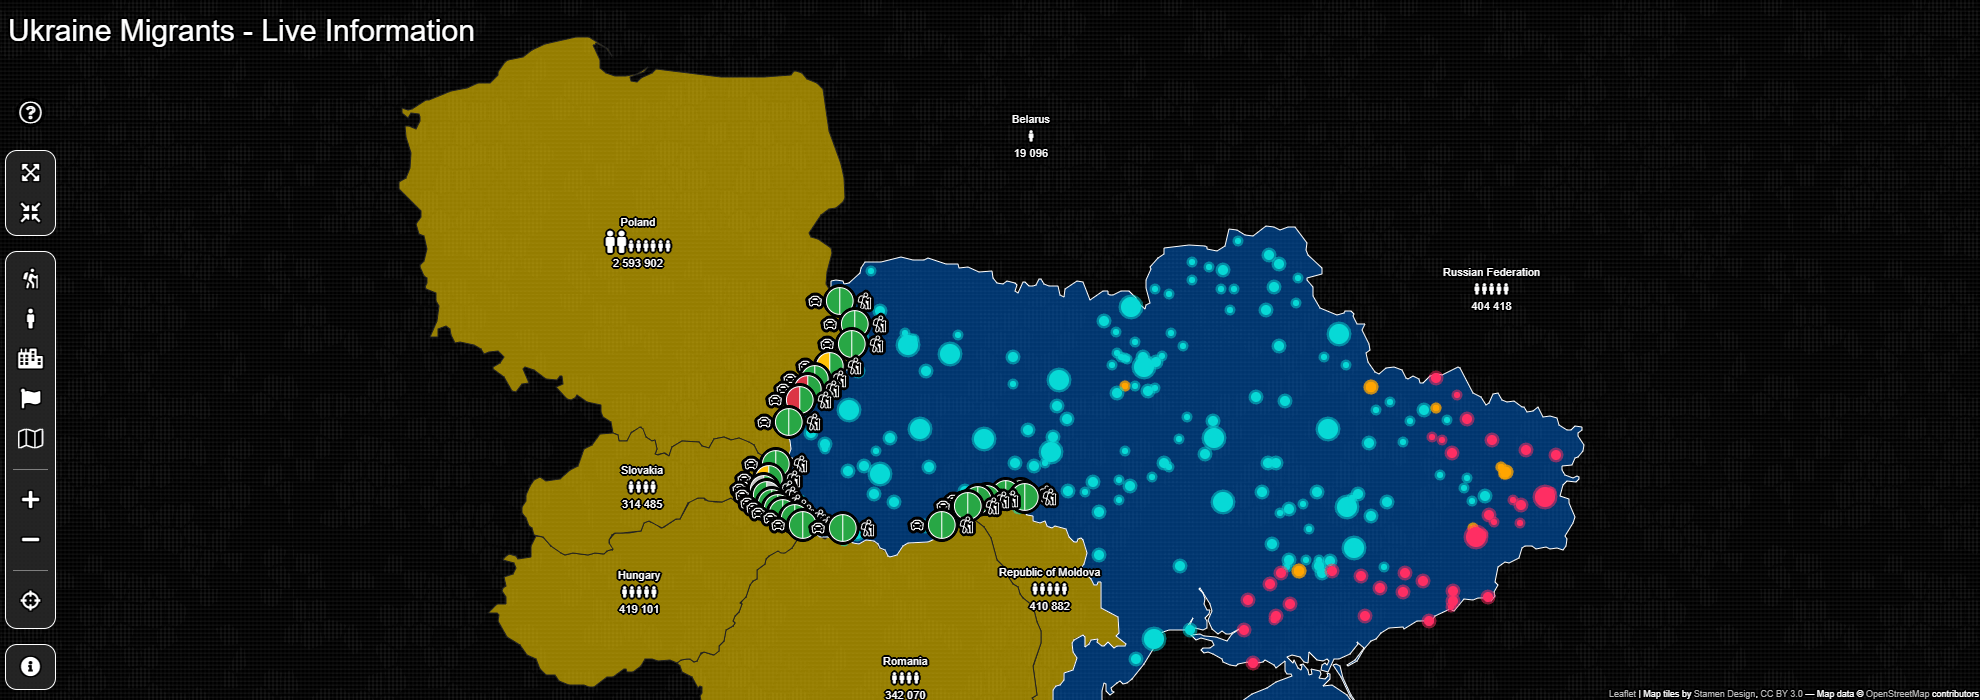 Ukraine Migrants - Live Information
Belarus
19 096
Poland
2 593 902
Russian Federation
404 418
Slovakia
314 485
Hungary
419 101
Republic of Moldova
410 882
Romania
342 070
Leaflet | Map tiles by Stamen Design, CC BY 3.0 — Map data © OpenStreetMap contributors